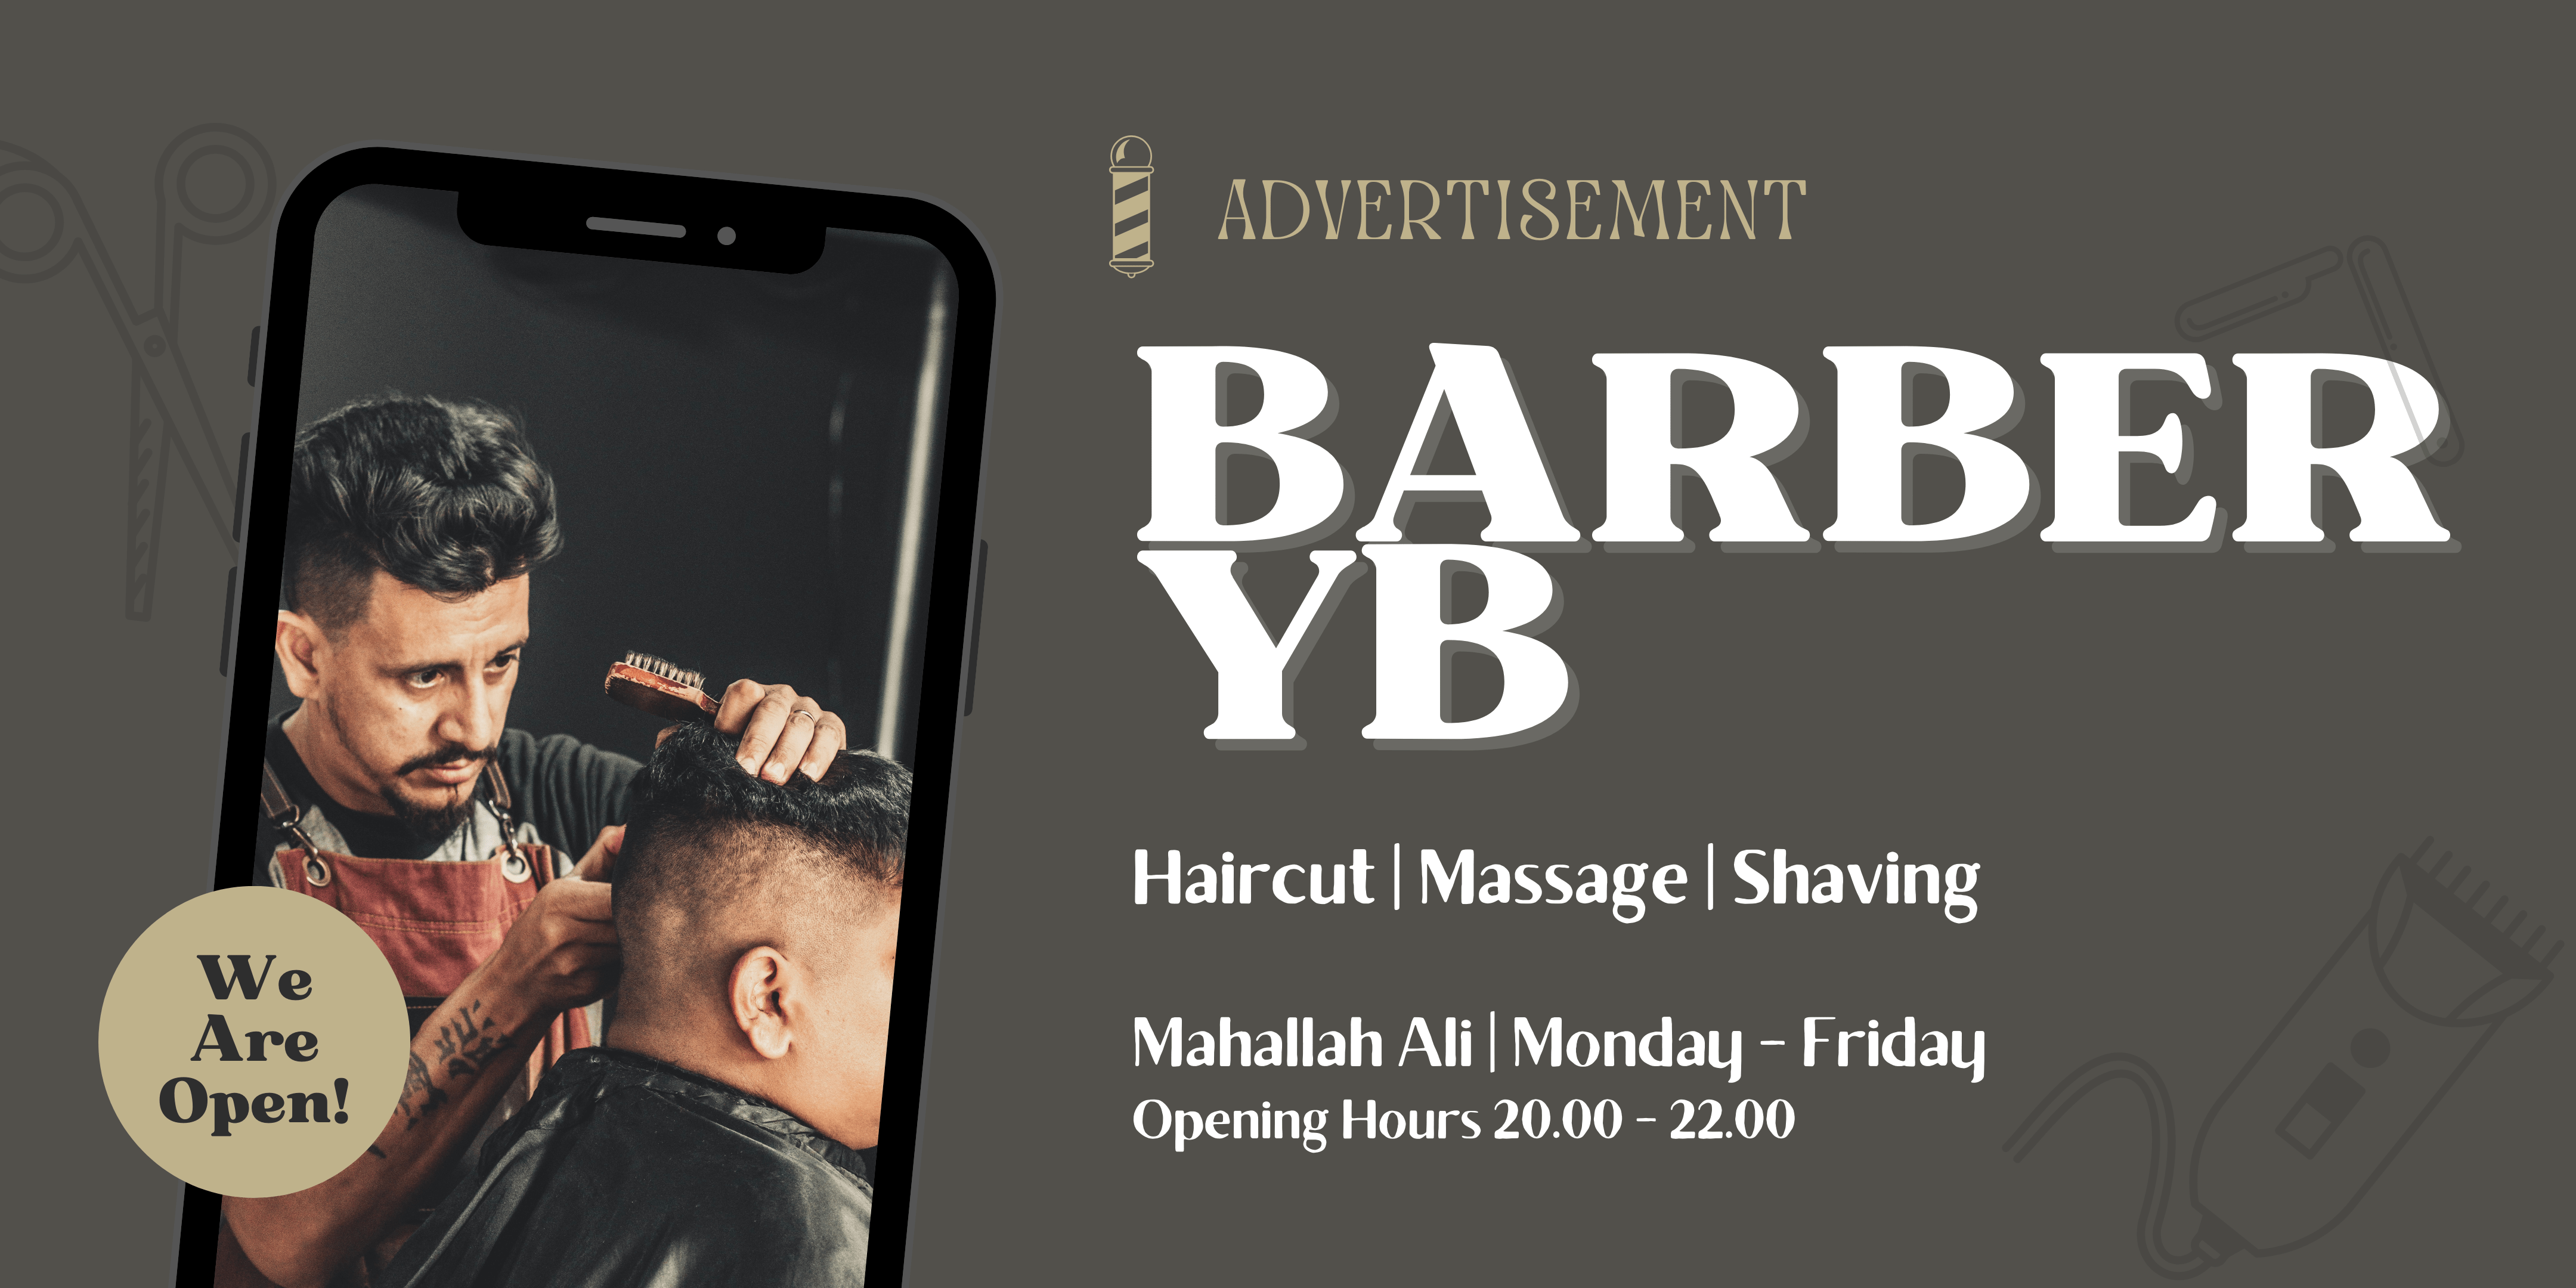 ADVERTISEMENT
BARBER
YB
Haircut | Massage | Shaving
Mahallah Ali | Monday - Friday
Opening Hours 20.00 - 22.00
We
Are
Open!